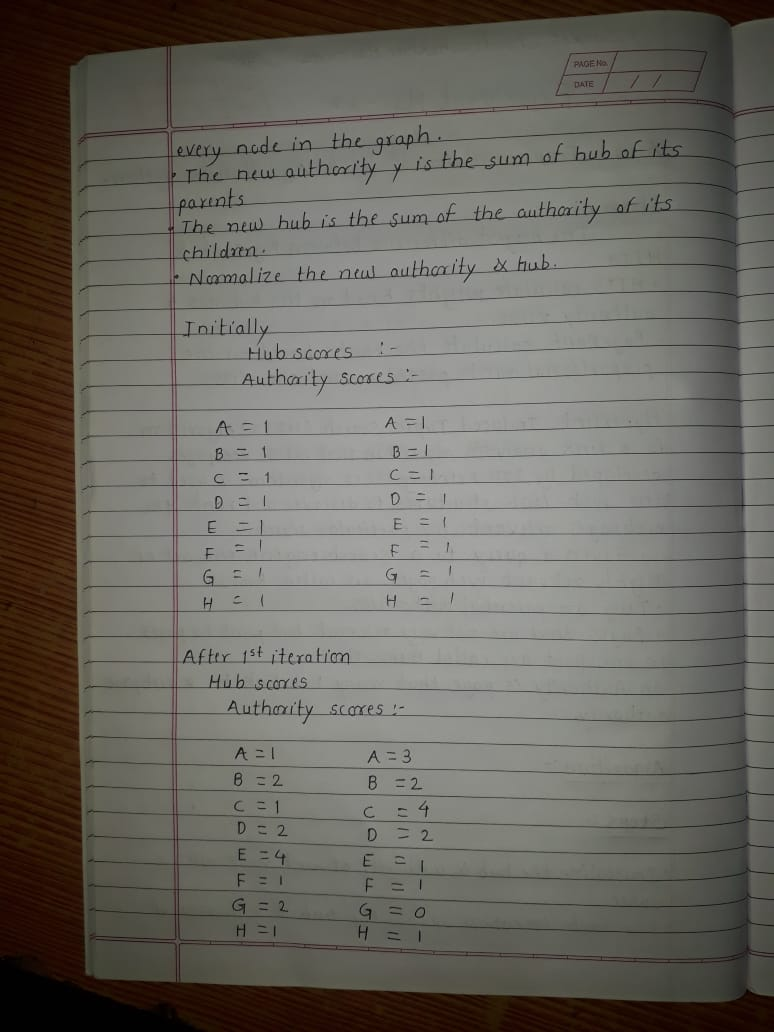 PAGE No.
DATE / /
every node in the graph.
• The new authority y is the sum of hub of its
parents
• The new hub is the sum of the authority of its
children.
• Normalize the new authority & hub.
Initially
Hub scores :-
Authority scores :-
A = 1 A = 1
B = 1 B = 1
C = 1 C = 1
D = 1 D = 1
E = 1 E = 1
F = 1 F = 1
G = 1 G = 1
H = 1 H = 1
After 1st iteration
Hub scores
Authority scores :-
A = 1 A = 3
B = 2 B = 2
C = 1 C = 4
D = 2 D = 2
E = 4 E = 1
F = 1 F = 1
G = 2 G = 0
H = 1 H = 1